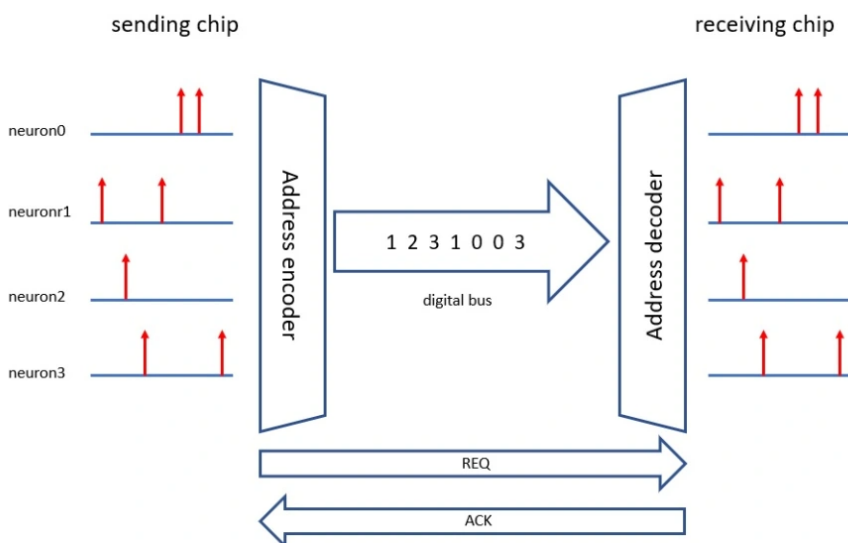 sending chip
receiving chip
neuron0
neuronr1
neuron2
neuron3
Address encoder
1 2 3 1 0 0 3
digital bus
Address decoder
REQ
ACK